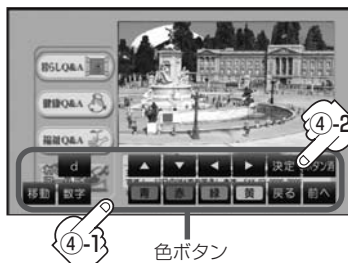 暮らしQ&A
健康Q&A
福祉Q&A
④-2
d
▲ ▼ ◀ ▶ 決定
移動 数字 青 赤 緑 黄 戻る 前へ
④-1
色ボタン